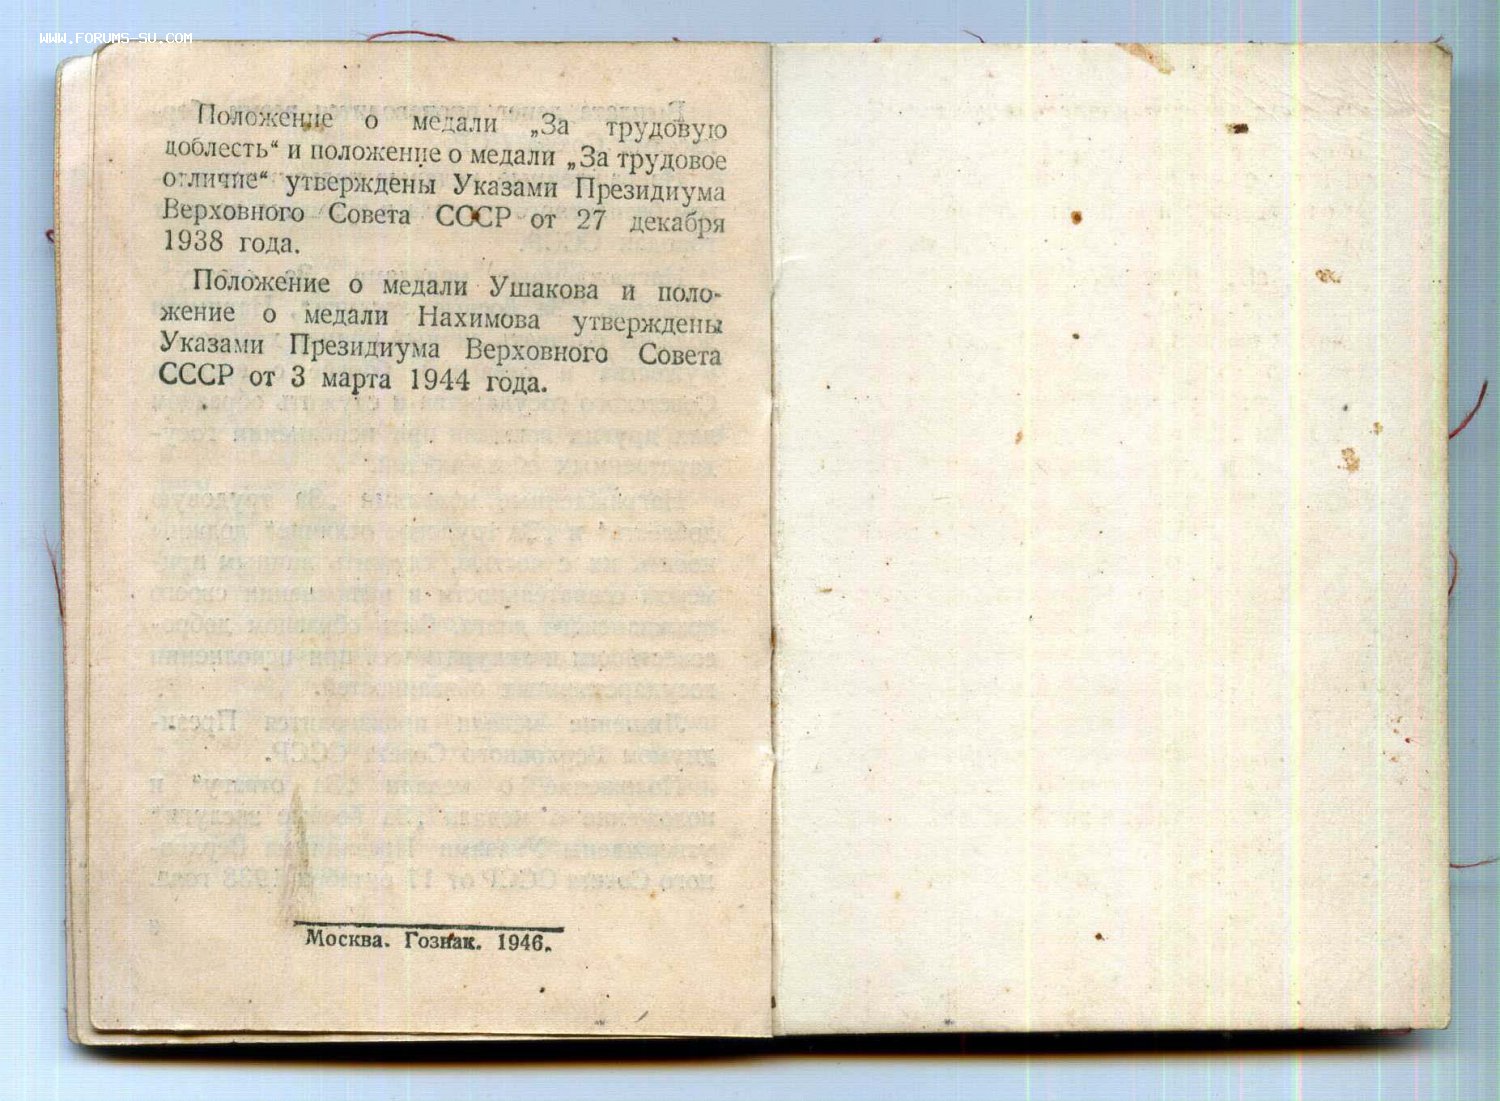 WWW.FORUMS-SU.COM
Положение о медали „За трудовую
доблесть“ и положение о медали „За трудовое
отличие“ утверждены Указами Президиума
Верховного Совета СССР от 27 декабря
1938 года.
Положение о медали Ушакова и поло-
жение о медали Нахимова утверждены
Указами Президиума Верховного Совета
СССР от 3 марта 1944 года.
Москва. Гознак. 1946.